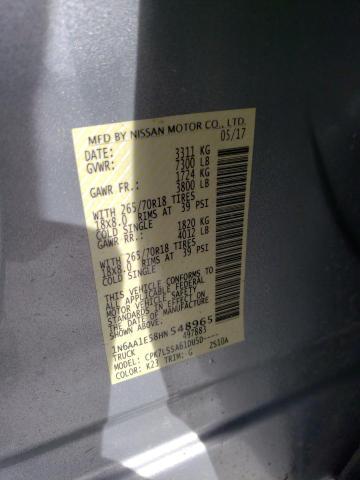 MFD BY NISSAN MOTOR CO., LTD.
DATE: 05/17
GVWR: 3311 KG
7300 LB
GAWR FR.: 1724 KG
3800 LB
WITH 265/70R18 TIRES
18X8.0 RIMS AT 39 PSI
COLD SINGLE
GAWR RR.: 1820 KG
4012 LB
WITH 265/70R18 TIRES
18X8.0 RIMS AT 39 PSI
COLD SINGLE
THIS VEHICLE CONFORMS TO
ALL APPLICABLE FEDERAL
MOTOR VEHICLE SAFETY
STANDARDS IN EFFECT ON
THE DATE OF MANUFACTURE
SHOWN ABOVE.
1N6AA1E58HN548965
TRUCK 497883
MODEL:
COLOR: K23 TRIM: G 2S10A